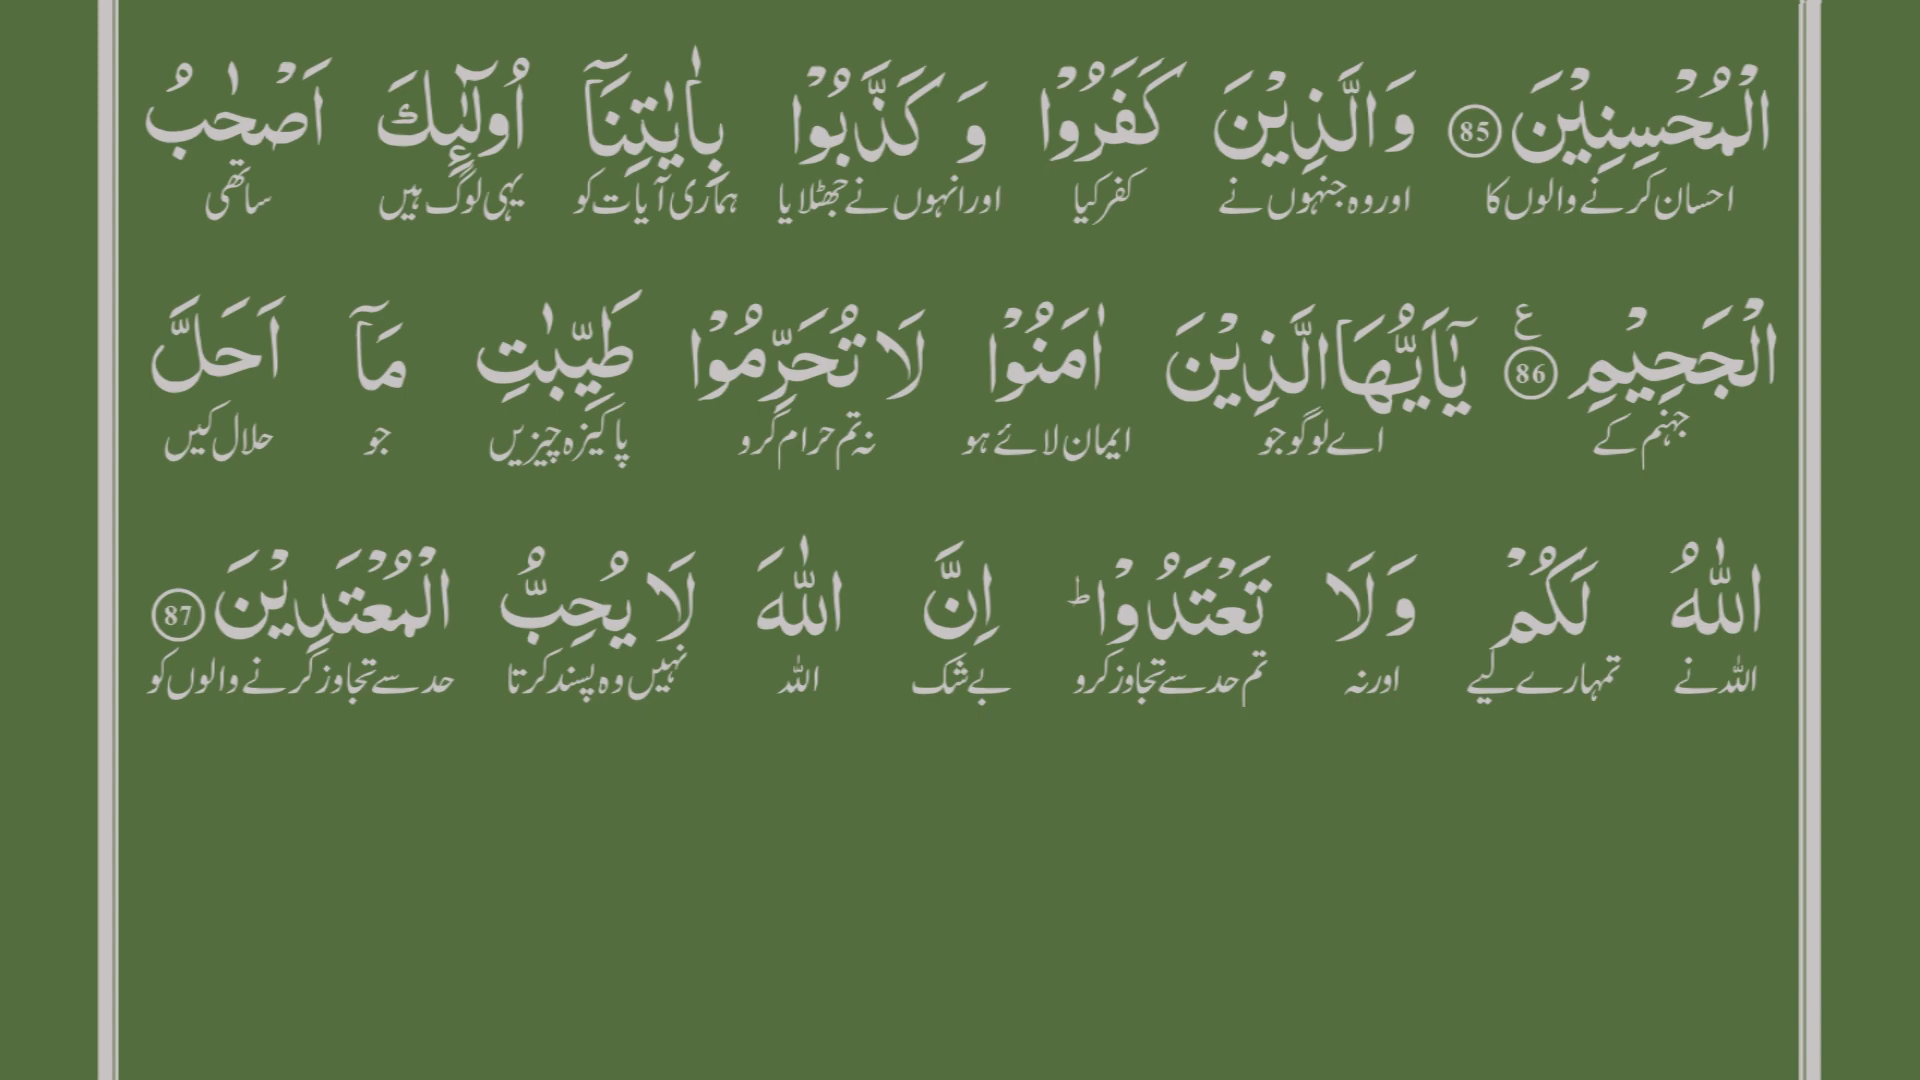 الْمُحْسِنِیْنَ 85 وَالَّذِیْنَ كَفَرُوْا وَ كَذَّبُوْا بِاٰیٰتِنَاۤ اُولٰٓىِٕكَ اَصْحٰبُ
احسان کرنے والوں کا اور وہ جنہوں نے کفر کیا اور انہوں نے جھٹلایا ہماری آیات کو یہی لوگ ہیں ساتھی
الْجَحِیْمِ 86 ع یٰۤاَیُّهَا الَّذِیْنَ اٰمَنُوْا لَا تُحَرِّمُوْا طَیِّبٰتِ مَاۤ اَحَلَّ
جہنم کے اے لوگو جو ایمان لائے ہو نہ تم حرام کرو پاکیزہ چیزیں جو حلال کیں
اللّٰهُ لَكُمْ وَ لَا تَعْتَدُوْا ؕ اِنَّ اللّٰهَ لَا یُحِبُّ الْمُعْتَدِیْنَ 87
اللہ نے تمہارے لیے اور نہ تم حد سے تجاوز کرو بے شک اللہ نہیں وہ پسند کرتا حد سے تجاوز کرنے والوں کو